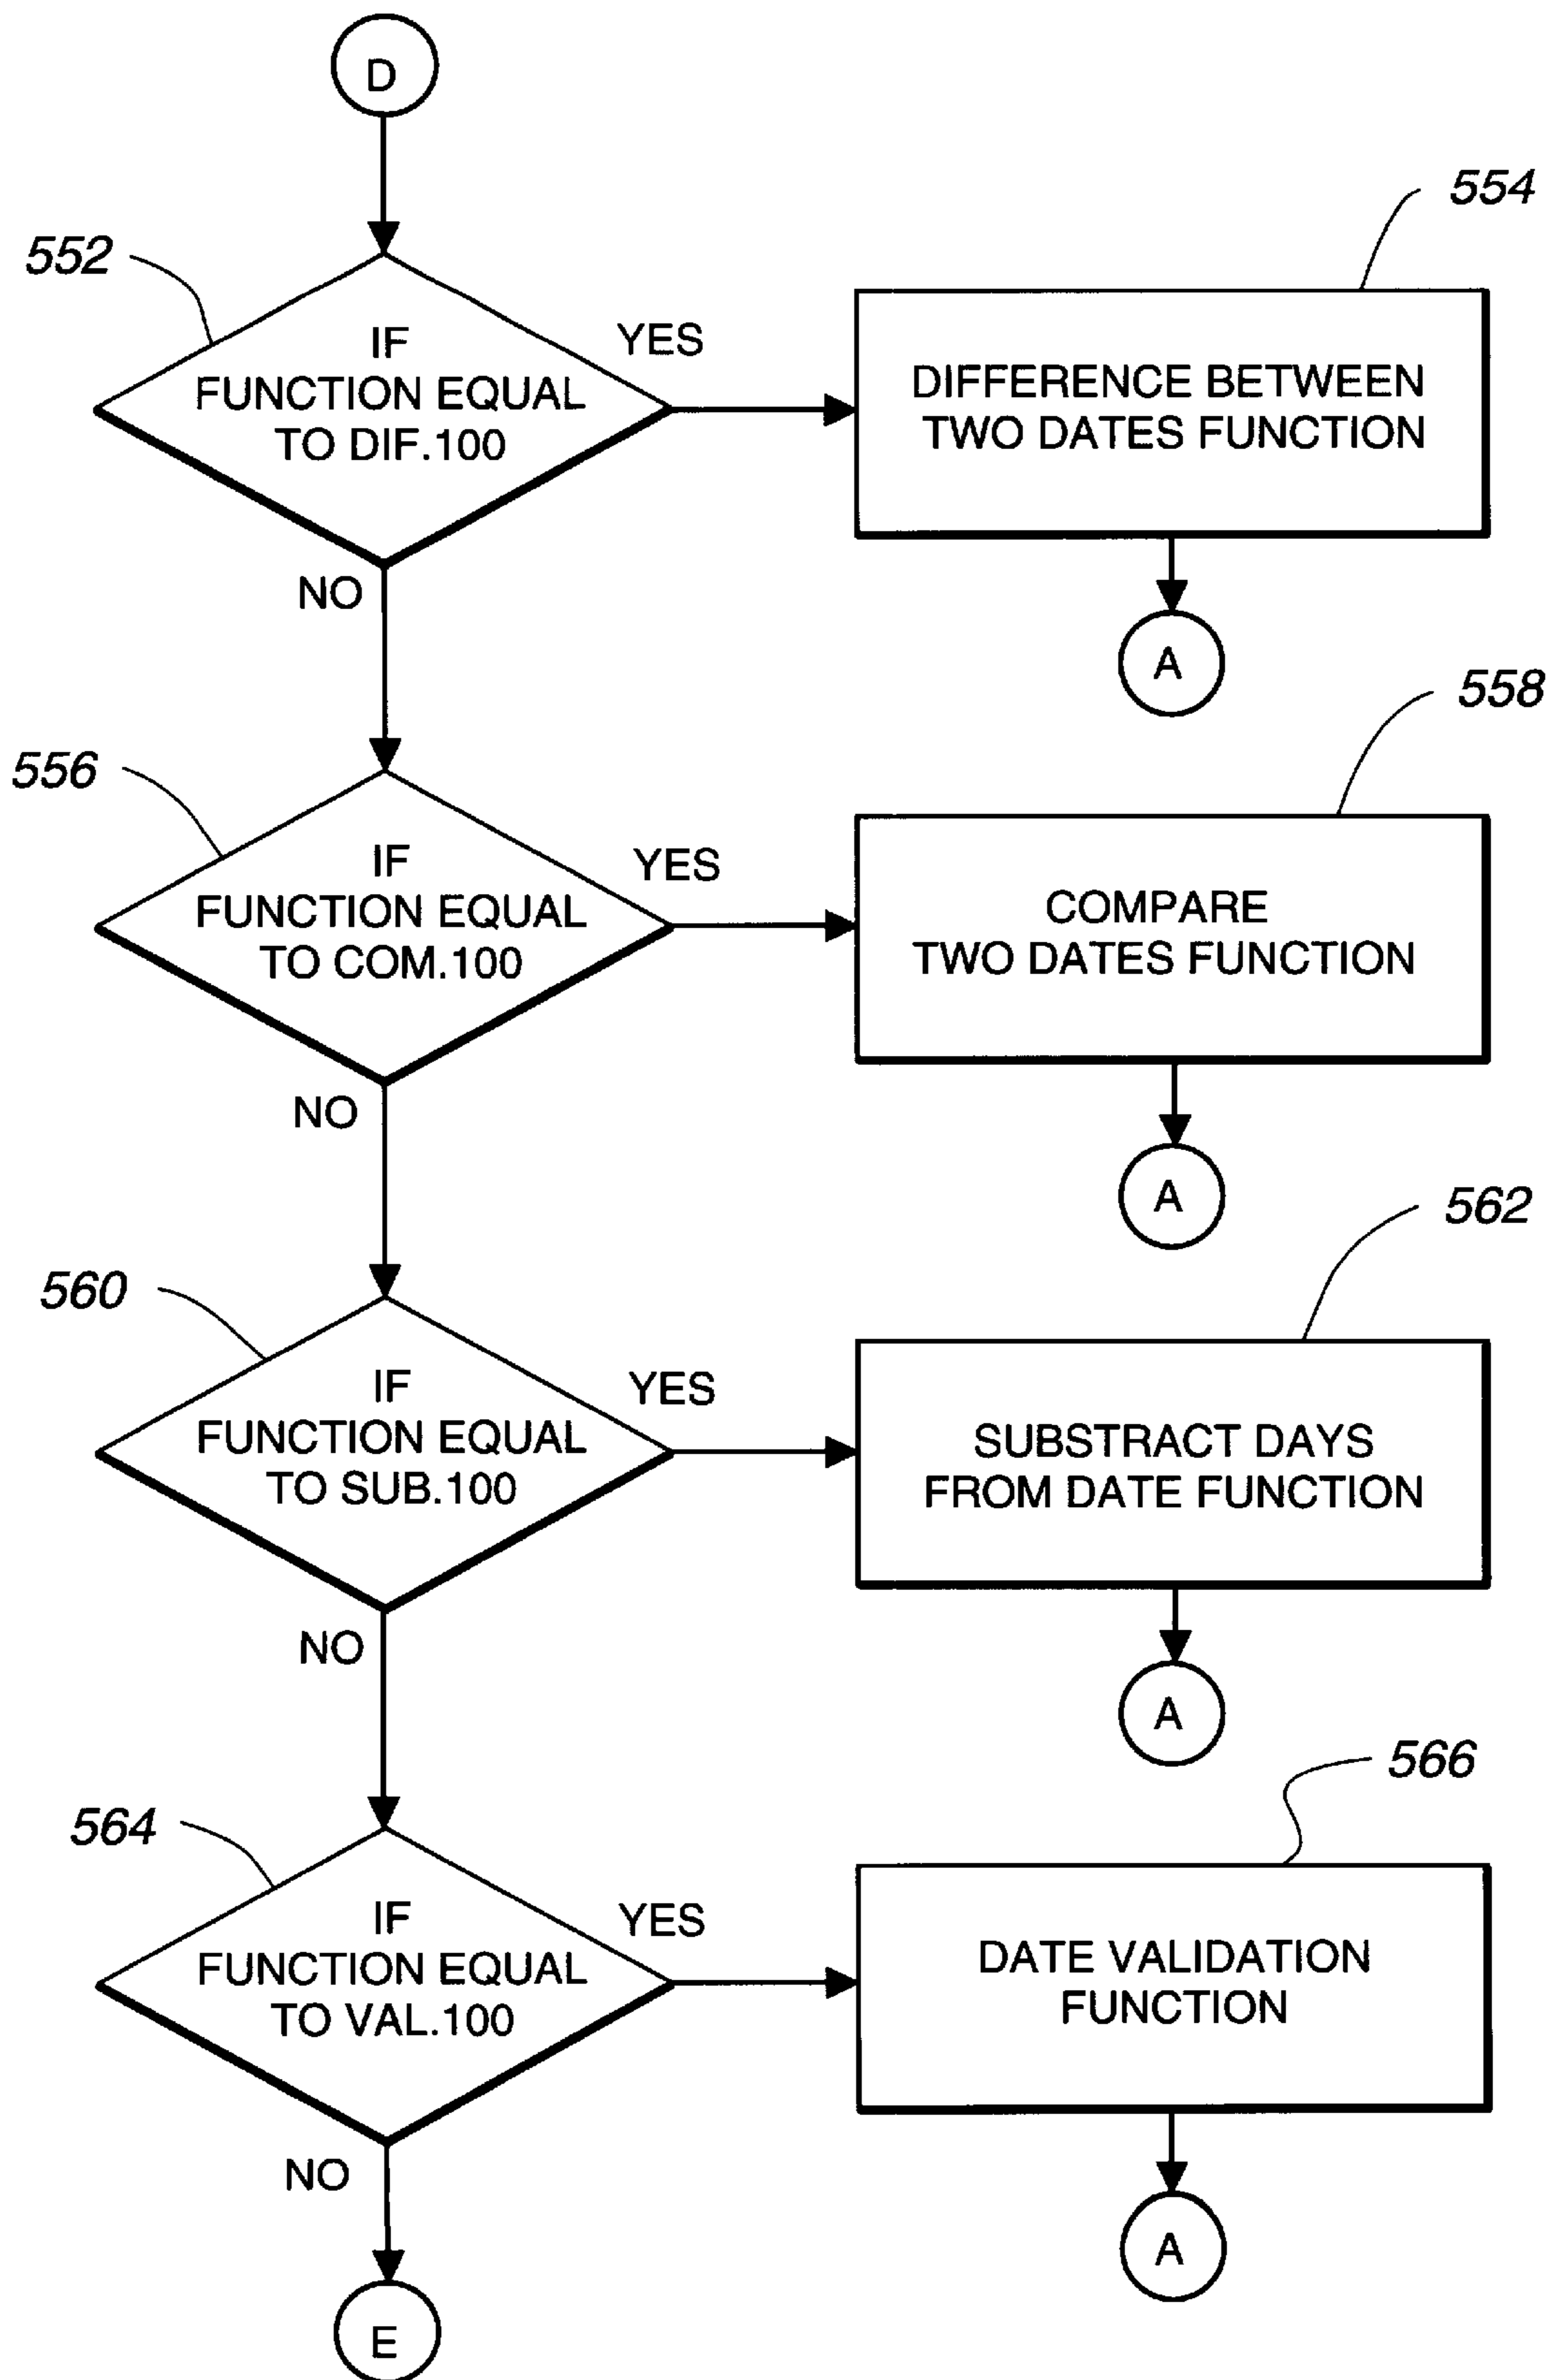 D
552
554
IF
FUNCTION EQUAL
TO DIF.100
YES
DIFFERENCE BETWEEN
TWO DATES FUNCTION
NO
A
556
558
IF
FUNCTION EQUAL
TO COM.100
YES
COMPARE
TWO DATES FUNCTION
NO
A
560
562
IF
FUNCTION EQUAL
TO SUB.100
YES
SUBSTRACT DAYS
FROM DATE FUNCTION
NO
A
564
566
IF
FUNCTION EQUAL
TO VAL.100
YES
DATE VALIDATION
FUNCTION
NO
A
E